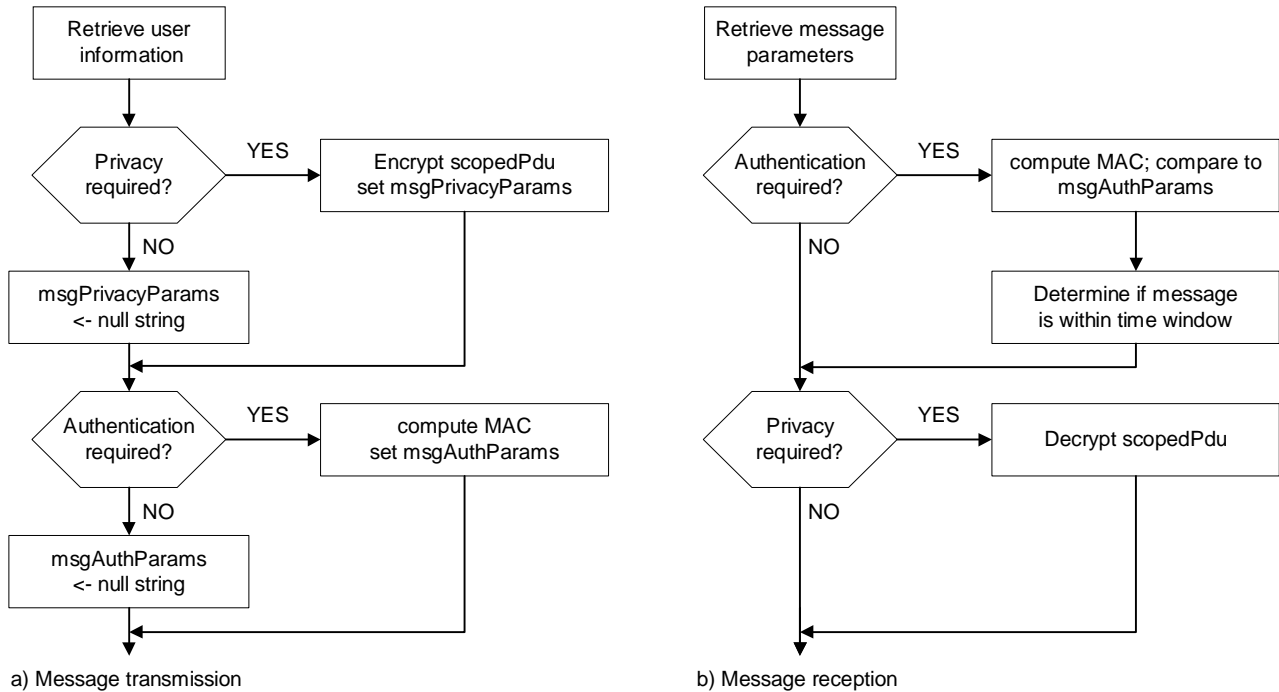 Retrieve user
information
Privacy
required?
YES
Encrypt scopedPdu
set msgPrivacyParams
NO
msgPrivacyParams
<- null string
Authentication
required?
YES
compute MAC
set msgAuthParams
NO
msgAuthParams
<- null string
a) Message transmission
Retrieve message
parameters
Authentication
required?
YES
compute MAC; compare to
msgAuthParams
NO
Determine if message
is within time window
Privacy
required?
YES
Decrypt scopedPdu
NO
b) Message reception